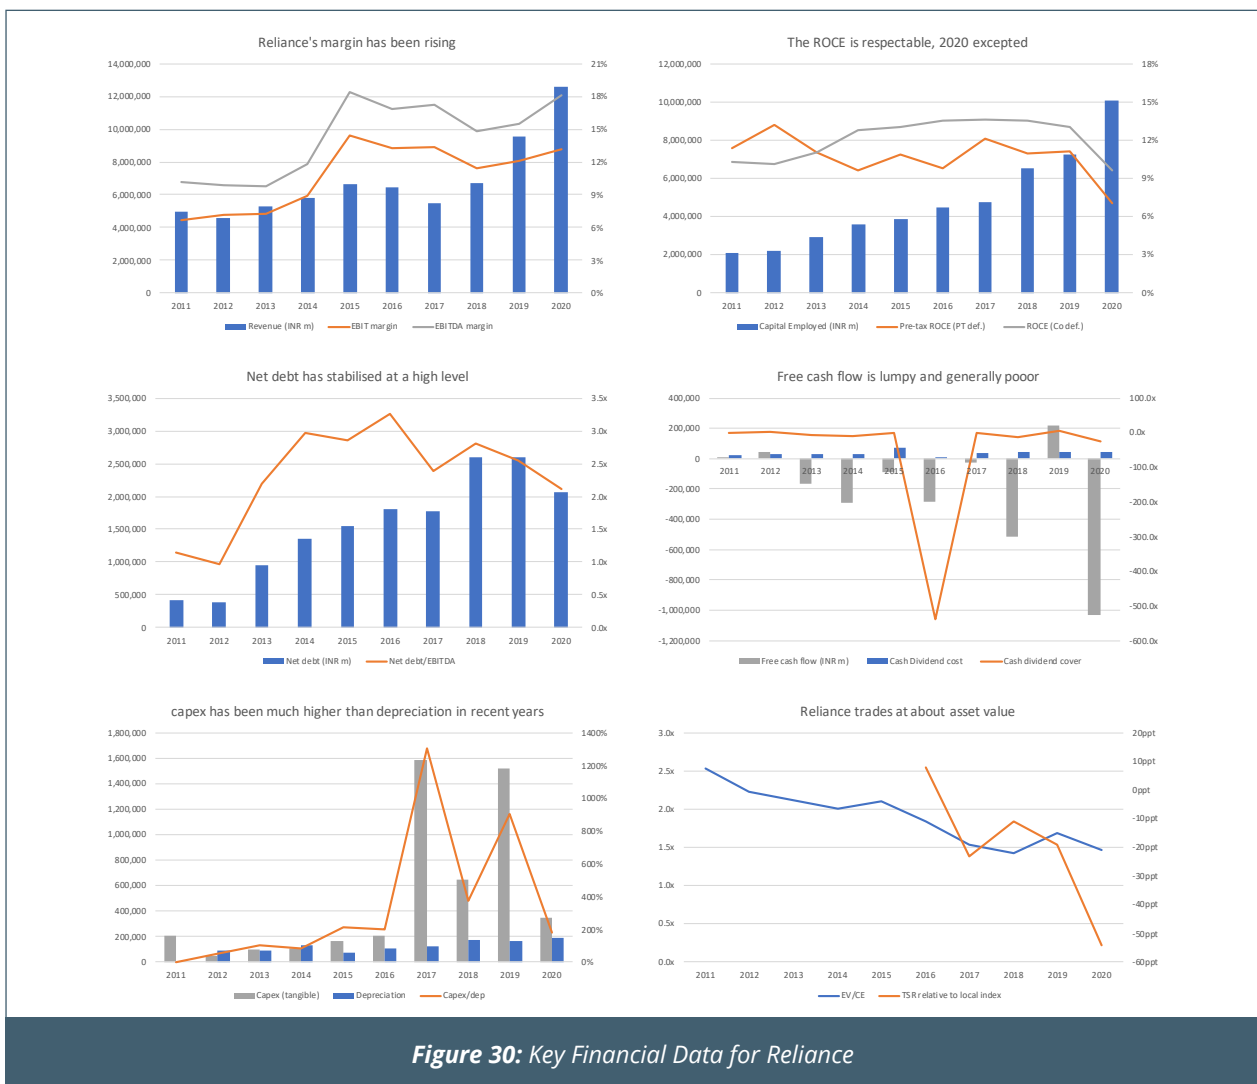 Reliance's margin has been rising
14,000,000
12,000,000
10,000,000
8,000,000
6,000,000
4,000,000
2,000,000
0
21%
18%
15%
12%
9%
6%
3%
0%
2011 2012 2013 2014 2015 2016 2017 2018 2019 2020
Revenue (INR m) EBIT margin EBITDA margin
The ROCE is respectable, 2020 excepted
12,000,000
10,000,000
8,000,000
6,000,000
4,000,000
2,000,000
0
18%
15%
12%
9%
6%
3%
0%
2011 2012 2013 2014 2015 2016 2017 2018 2019 2020
Capital Employed (INR m) Pre-tax ROCE (PT def.) ROCE (Co def.)
Net debt has stabilised at a high level
3,500,000
3,000,000
2,500,000
2,000,000
1,500,000
1,000,000
500,000
0
3.5x
3.0x
2.5x
2.0x
1.5x
1.0x
0.5x
0.0x
2011 2012 2013 2014 2015 2016 2017 2018 2019 2020
Net debt (INR m) Net debt/EBITDA
Free cash flow is lumpy and generally pooor
400,000
200,000
0
-200,000
-400,000
-600,000
-800,000
-1,000,000
-1,200,000
100.0x
0.0x
-100.0x
-200.0x
-300.0x
-400.0x
-500.0x
-600.0x
2011 2012 2013 2014 2015 2016 2017 2018 2019 2020
Free cash flow (INR m) Cash Dividend cost Cash dividend cover
capex has been much higher than depreciation in recent years
1,800,000
1,600,000
1,400,000
1,200,000
1,000,000
800,000
600,000
400,000
200,000
0
1400%
1200%
1000%
800%
600%
400%
200%
0%
2011 2012 2013 2014 2015 2016 2017 2018 2019 2020
Capex (tangible) Depreciation Capex/dep
Reliance trades at about asset value
3.0x
2.5x
2.0x
1.5x
1.0x
0.5x
0.0x
20ppt
10ppt
0ppt
-10ppt
-20ppt
-30ppt
-40ppt
-50ppt
-60ppt
2011 2012 2013 2014 2015 2016 2017 2018 2019 2020
EV/CE TSR relative to local index
Figure 30: Key Financial Data for Reliance